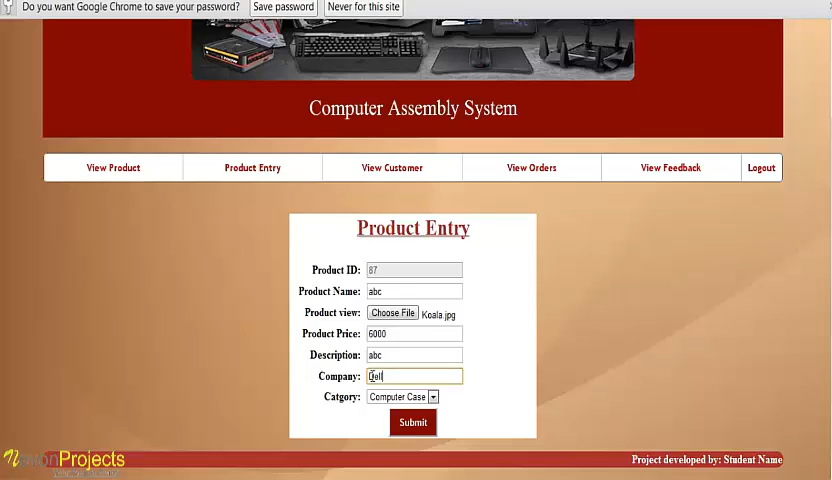 Do you want Google Chrome to save your password? Save password Never for this site
Computer Assembly System
View Product Product Entry View Customer View Orders View Feedback Logout
Product Entry
Product ID: 87
Product Name: abc
Product view: Choose File Koala.jpg
Product Price: 6000
Description: abc
Company: Dell
Catgory: Computer Case
Submit
Projects
Project developed by: Student Name